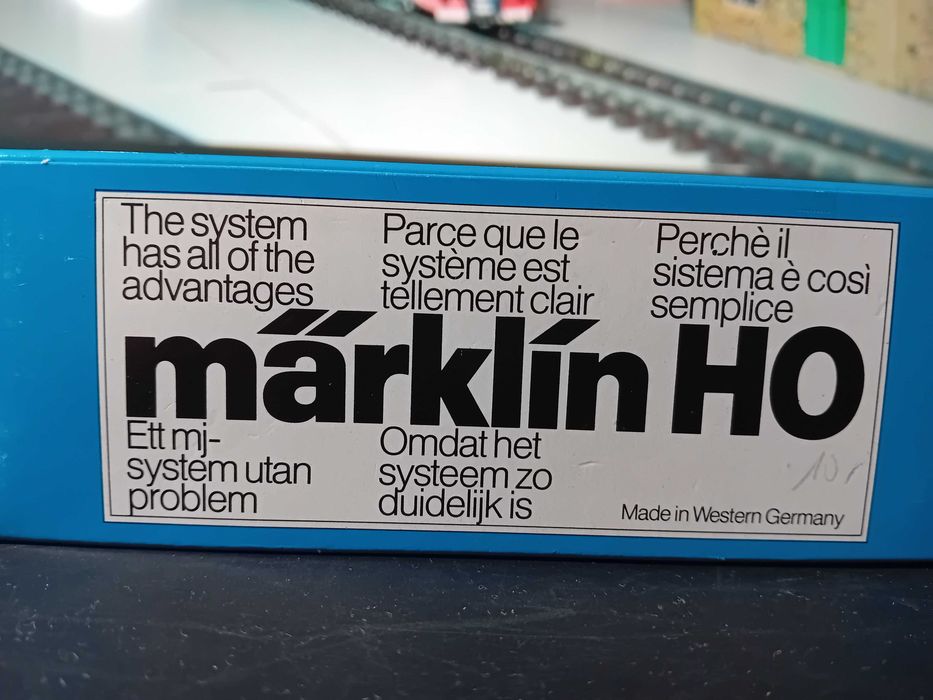 The system
has all of the
advantages
Parce que le
système est
tellement clair
Perchè il
sistema è così
semplice
märklin HO
Ett mj-
system utan
problem
Omdat het
systeem zo
duidelijk is
Made in Western Germany